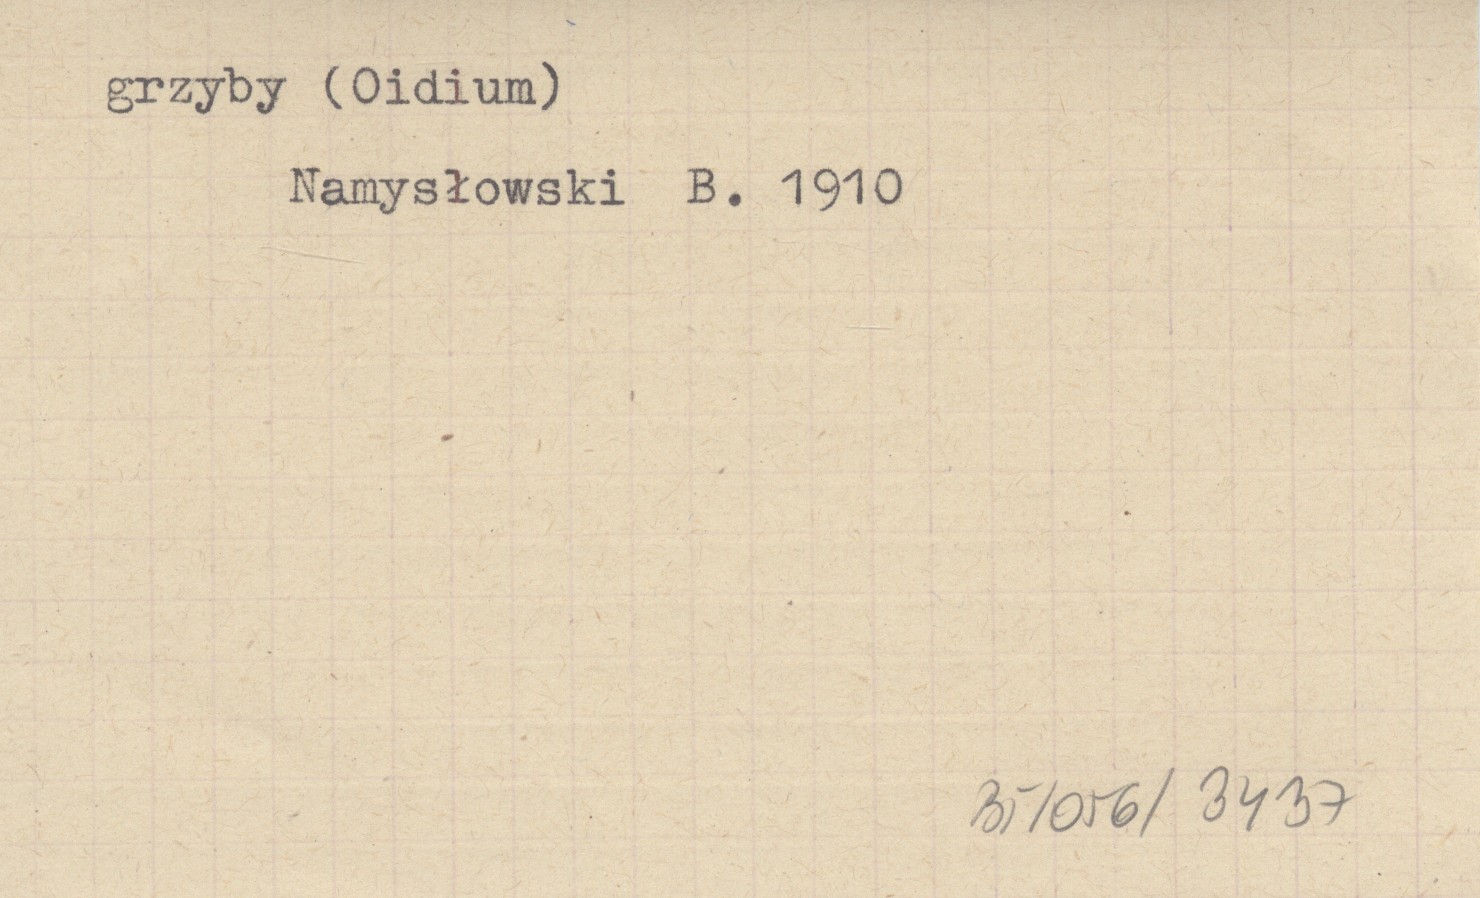 grzyby (Oidium)
Namysłowski B. 1910
35/056/ 3437